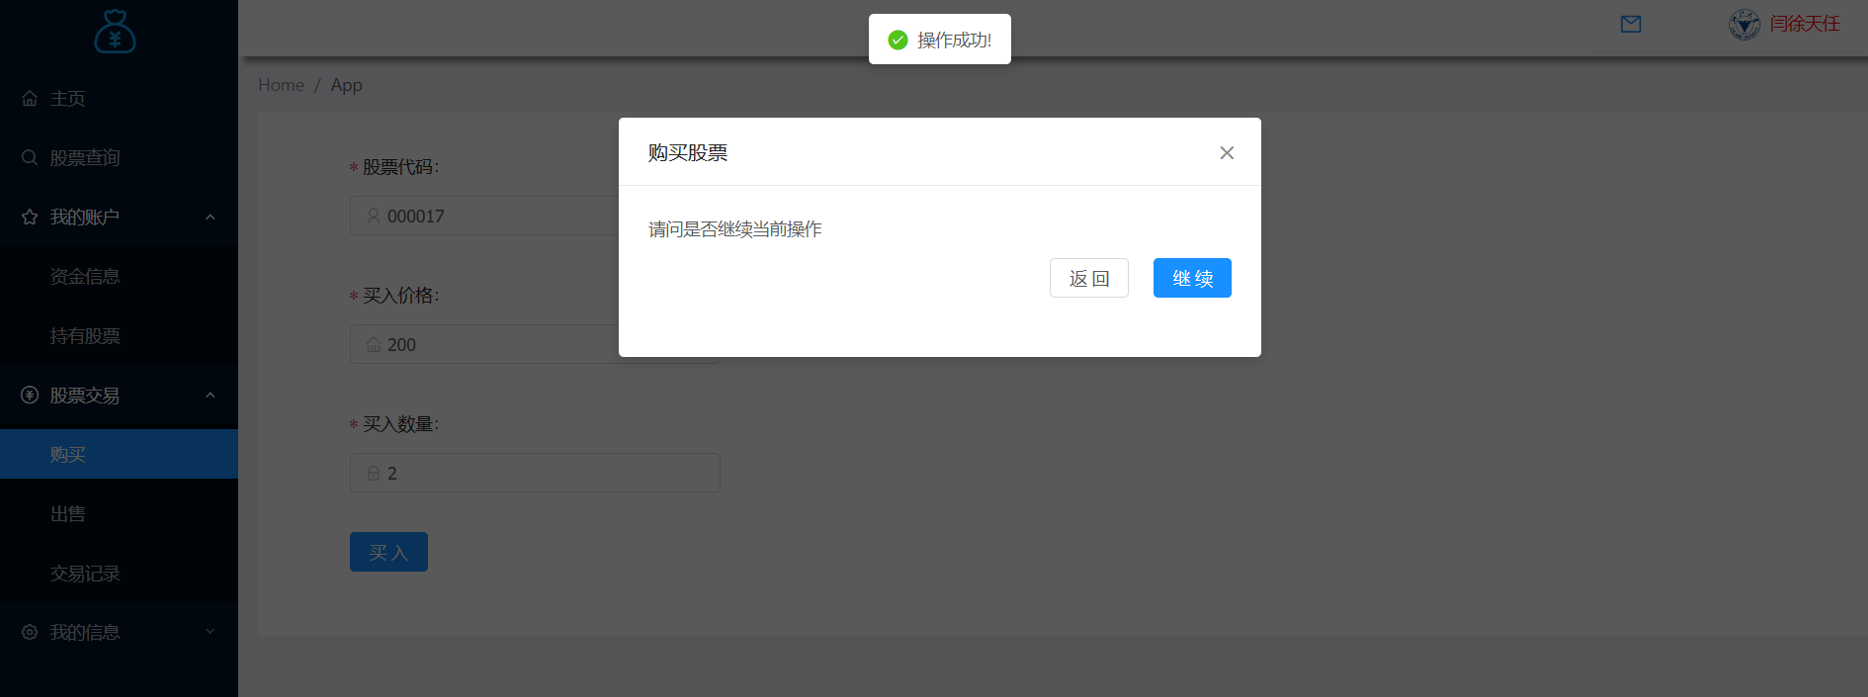 操作成功!
闫徐天任
Home / App
主页
股票查询
我的账户
资金信息
持有股票
股票交易
购买
出售
交易记录
我的信息
* 股票代码:
000017
* 买入价格:
200
* 买入数量:
2
买 入
购买股票
请问是否继续当前操作
返 回
继 续